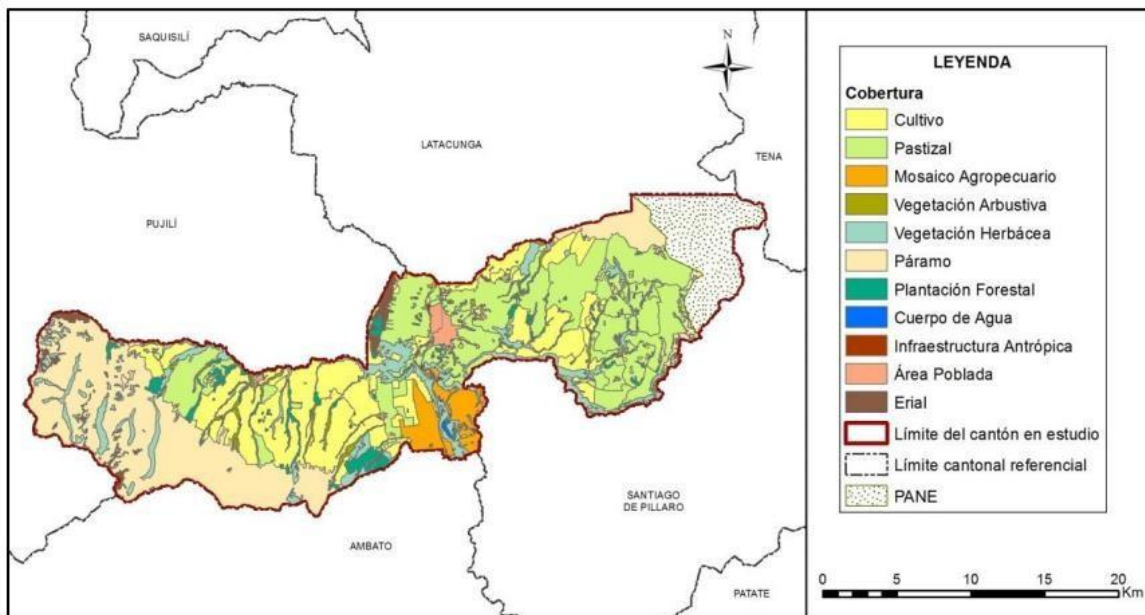 SAQUISILÍ
N
LATACUNGA
TENA
PUJILÍ
SANTIAGO
DE PILLARO
AMBATO
PATATE
LEYENDA
Cobertura
Cultivo
Pastizal
Mosaico Agropecuario
Vegetación Arbustiva
Vegetación Herbácea
Páramo
Plantación Forestal
Cuerpo de Agua
Infraestructura Antrópica
Área Poblada
Erial
Límite del cantón en estudio
Límite cantonal referencial
PANE
0 5 10 15 20
Km